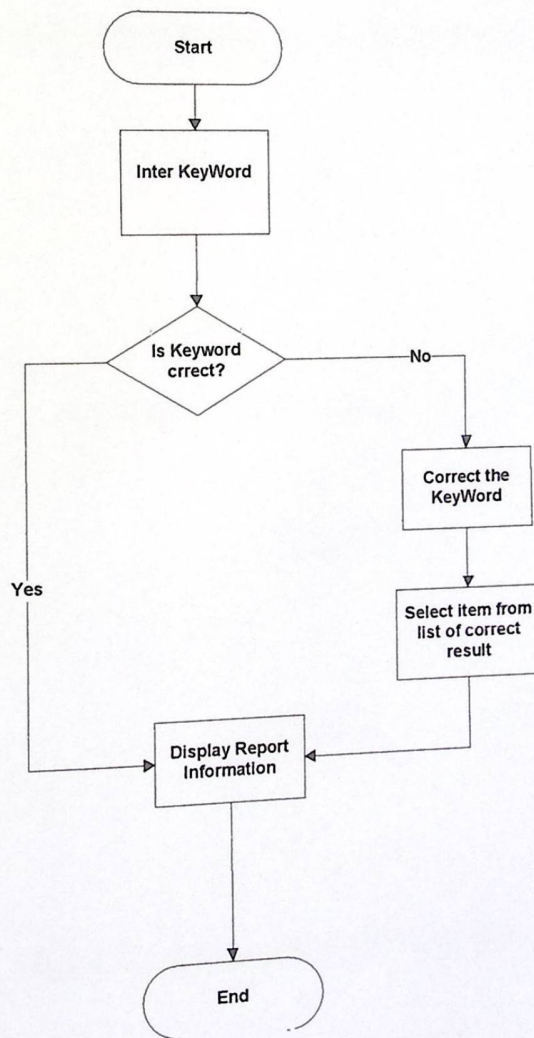 Start
Inter KeyWord
Is Keyword
crrect?
No
Correct the
KeyWord
Yes
Select item from
list of correct
result
Display Report
Information
End